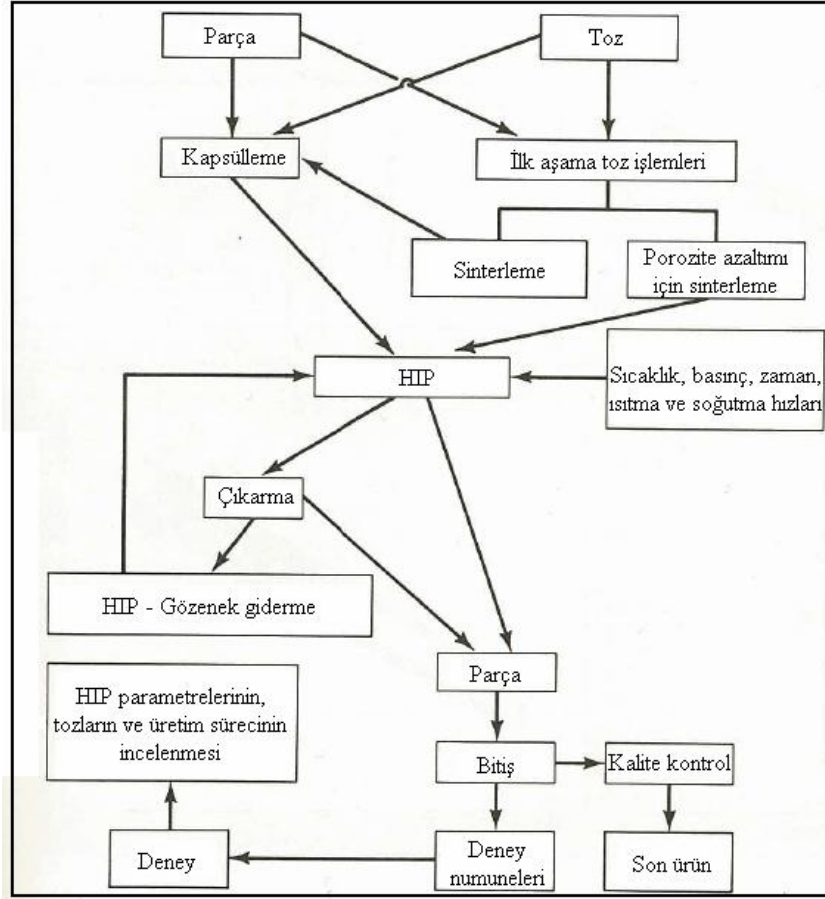 Parça
Toz
Kapsülleme
İlk aşama toz işlemleri
Sinterleme
Porozite azaltımı
için sinterleme
HIP
Sıcaklık, basınç, zaman,
ısıtma ve soğutma hızları
Çıkarma
HIP - Gözenek giderme
Parça
HIP parametrelerinin,
tozların ve üretim sürecinin
incelenmesi
Bitiş
Kalite kontrol
Deney
Deney
numuneleri
Son ürün